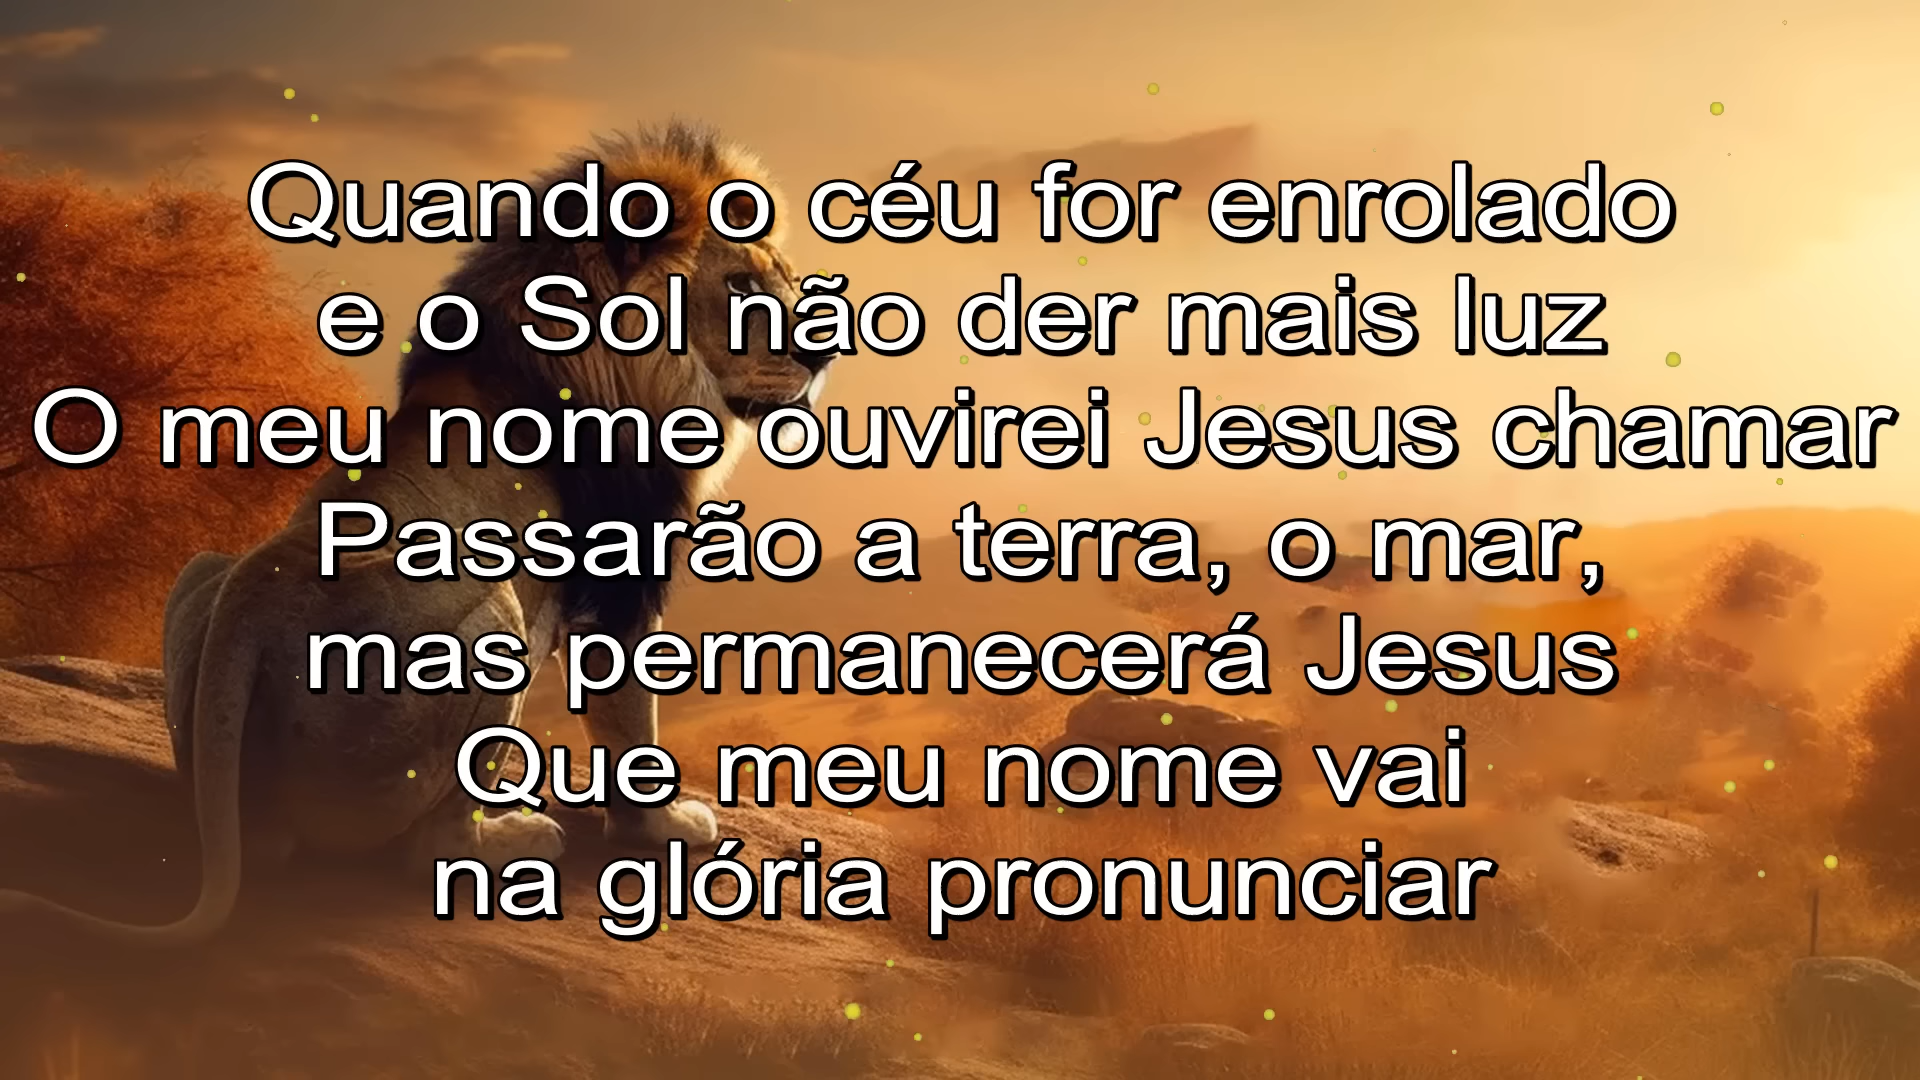 Quando o céu for enrolado
e o Sol não der mais luz
O meu nome ouvirei Jesus chamar
Passarão a terra, o mar,
mas permanecerá Jesus
Que meu nome vai
na glória pronunciar